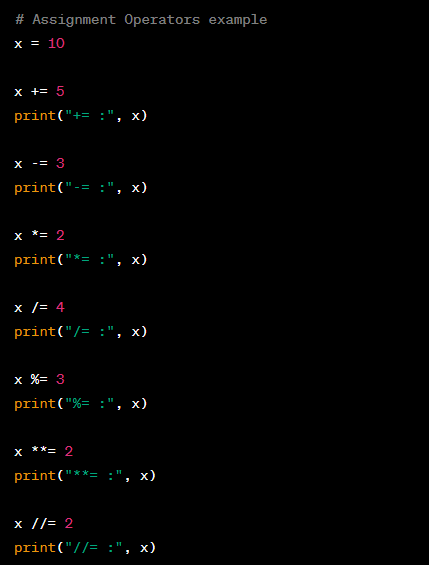 # Assignment Operators example
x = 10
x += 5
print("+= :", x)
x -= 3
print("-= :", x)
x *= 2
print("*= :", x)
x /= 4
print("/= :", x)
x %= 3
print("%= :", x)
x **= 2
print("**= :", x)
x //= 2
print("//= :", x)